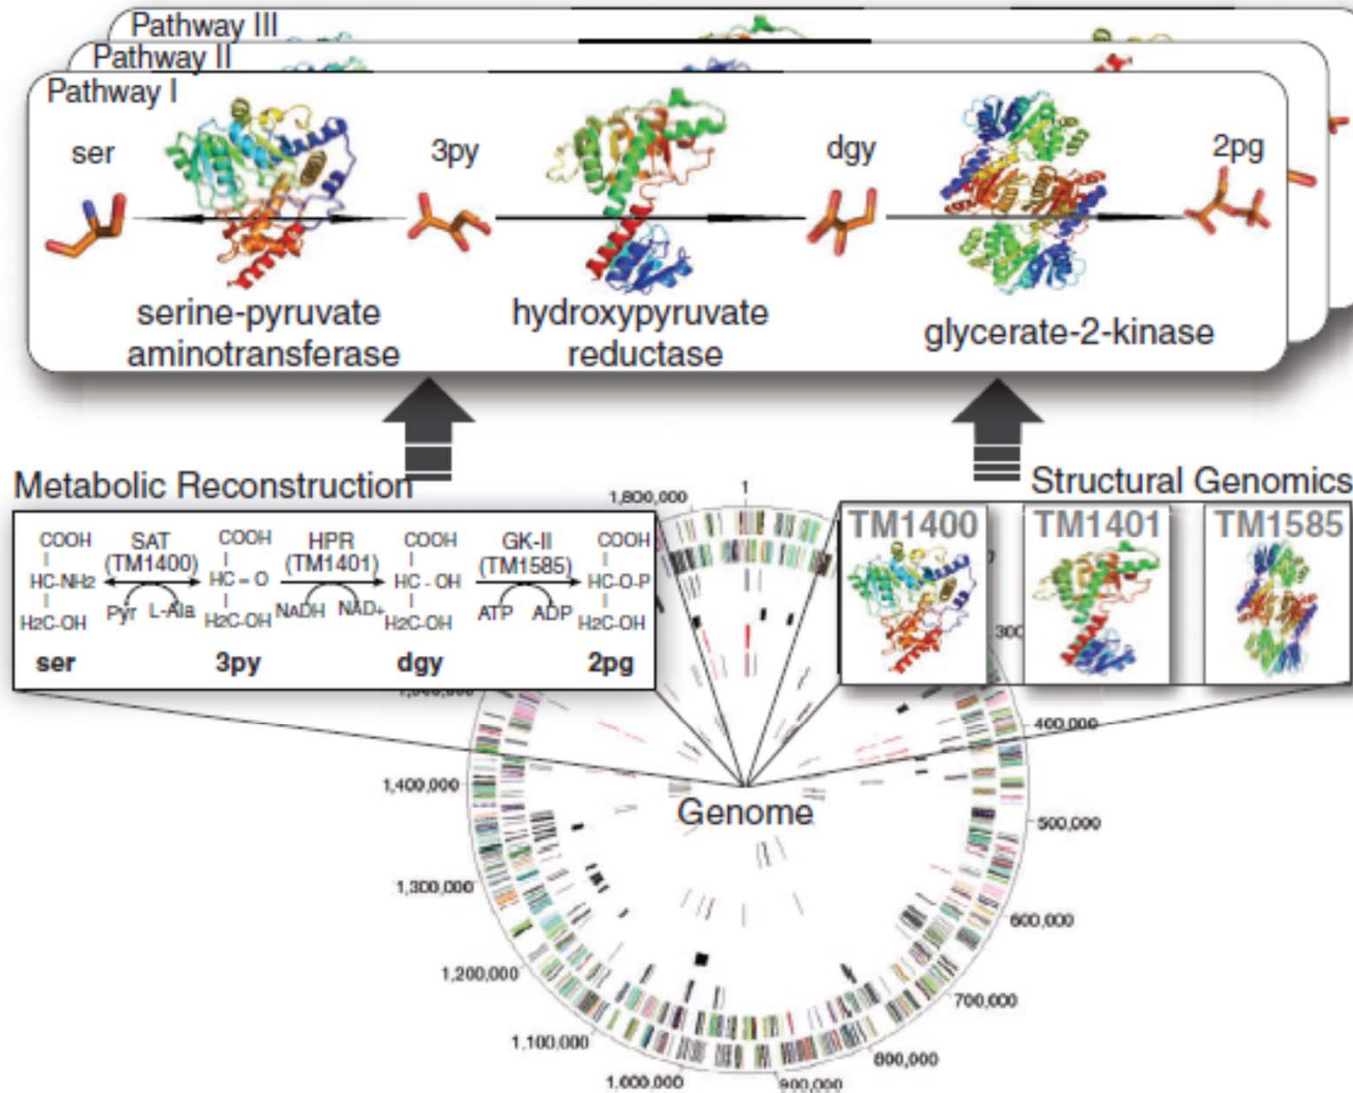 Pathway III
Pathway II
Pathway I
ser
3py
dgy
2pg
serine-pyruvate
aminotransferase
hydroxypyruvate
reductase
glycerate-2-kinase
Metabolic Reconstruction
Structural Genomics
COOH
SAT
COOH
HPR
COOH
GK-II
COOH
(TM1400)
(TM1401)
(TM1585)
HC-NH2
HC = O
HC - OH
HC-O-P
Pyr L-Ala
NADH NAD+
ATP ADP
H2C-OH
H2C-OH
H2C-OH
H2C-OH
ser
3py
dgy
2pg
TM1400
TM1401
TM1585
1,800,000
1
300
400,000
1,400,000
Genome
500,000
1,300,000
600,000
1,200,000
700,000
1,100,000
800,000
1,000,000
900,000